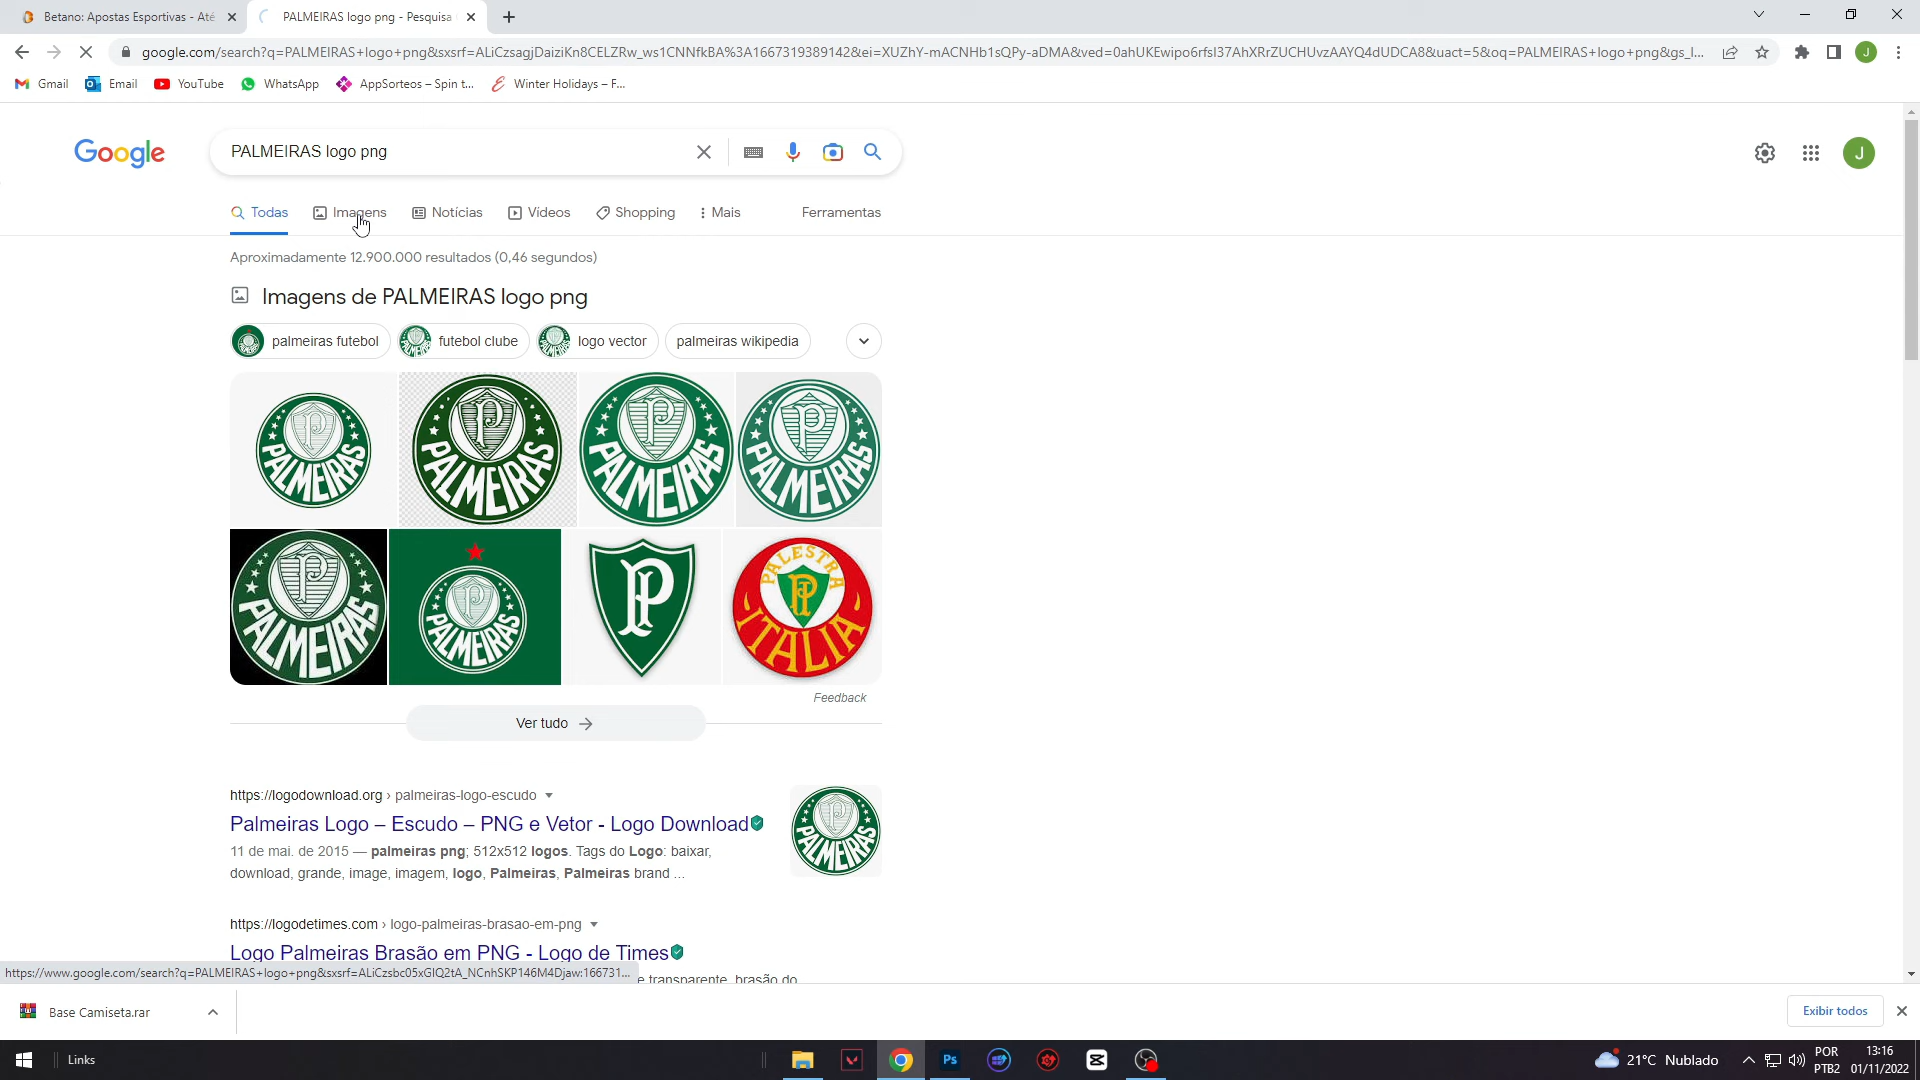 Betano: Apostas Esportivas - Até
PALMEIRAS logo png - Pesquisa
google.com/search?q=PALMEIRAS+logo+png&sxsrf=ALiCzsagjDaiziKn8CELZRw_ws1CNNfkBA%3A1667319389142&ei=XUZhY-mACNHb1sQPy-aDMA&ved=0ahUKEwipo6rfsI37AhXRrZUCHUvzAAYQ4dUDCA8&uact=5&oq=PALMEIRAS+logo+png&gs_l...
Gmail
Email
YouTube
WhatsApp
AppSorteos – Spin t...
Winter Holidays – F...
Google
PALMEIRAS logo png
J
J
Todas
Imagens
Notícias
Vídeos
Shopping
Mais
Ferramentas
Aproximadamente 12.900.000 resultados (0,46 segundos)
Imagens de PALMEIRAS logo png
palmeiras futebol
futebol clube
logo vector
palmeiras wikipedia
PALMEIRAS
PALMEIRAS
PALMEIRAS
PALMEIRAS
PALMEIRAS
PALMEIRAS
P
PALESTRA
ITALIA
Feedback
Ver tudo
https://logodownload.org › palmeiras-logo-escudo
Palmeiras Logo – Escudo – PNG e Vetor - Logo Download
11 de mai. de 2015 — palmeiras png; 512x512 logos. Tags do Logo: baixar,
download, grande, image, imagem, logo, Palmeiras, Palmeiras brand ...
PALMEIRAS
https://logodetimes.com › logo-palmeiras-brasao-em-png
Logo Palmeiras Brasão em PNG - Logo de Times
https://www.google.com/search?q=PALMEIRAS+logo+png&sxsrf=ALiCzsbc05xGIQ2tA_NCnhSKP146M4Djaw:166731...
e transparente, brasão do
Base Camiseta.rar
Exibir todos
Links
Ps
21°C Nublado
POR
PTB2
13:16
01/11/2022